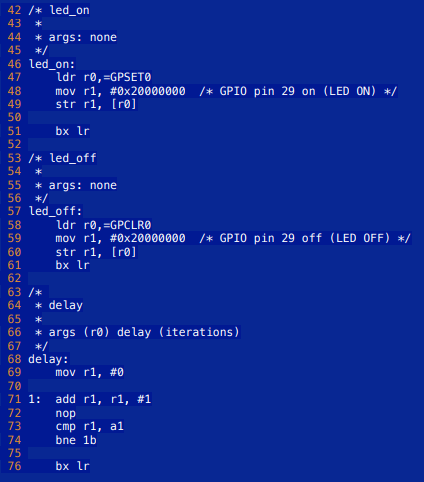 42 /* led_on
43  *
44  * args: none
45  */
46 led_on:
47     ldr r0,=GPSET0
48     mov r1, #0x20000000  /* GPIO pin 29 on (LED ON) */
49     str r1, [r0]
50
51     bx lr
52
53 /* led_off
54  *
55  * args: none
56  */
57 led_off:
58     ldr r0,=GPCLR0
59     mov r1, #0x20000000  /* GPIO pin 29 off (LED OFF) */
60     str r1, [r0]
61     bx lr
62
63 /*
64  * delay
65  *
66  * args (r0) delay (iterations)
67  */
68 delay:
69     mov r1, #0
70
71 1:  add r1, r1, #1
72     nop
73     cmp r1, a1
74     bne 1b
75
76     bx lr